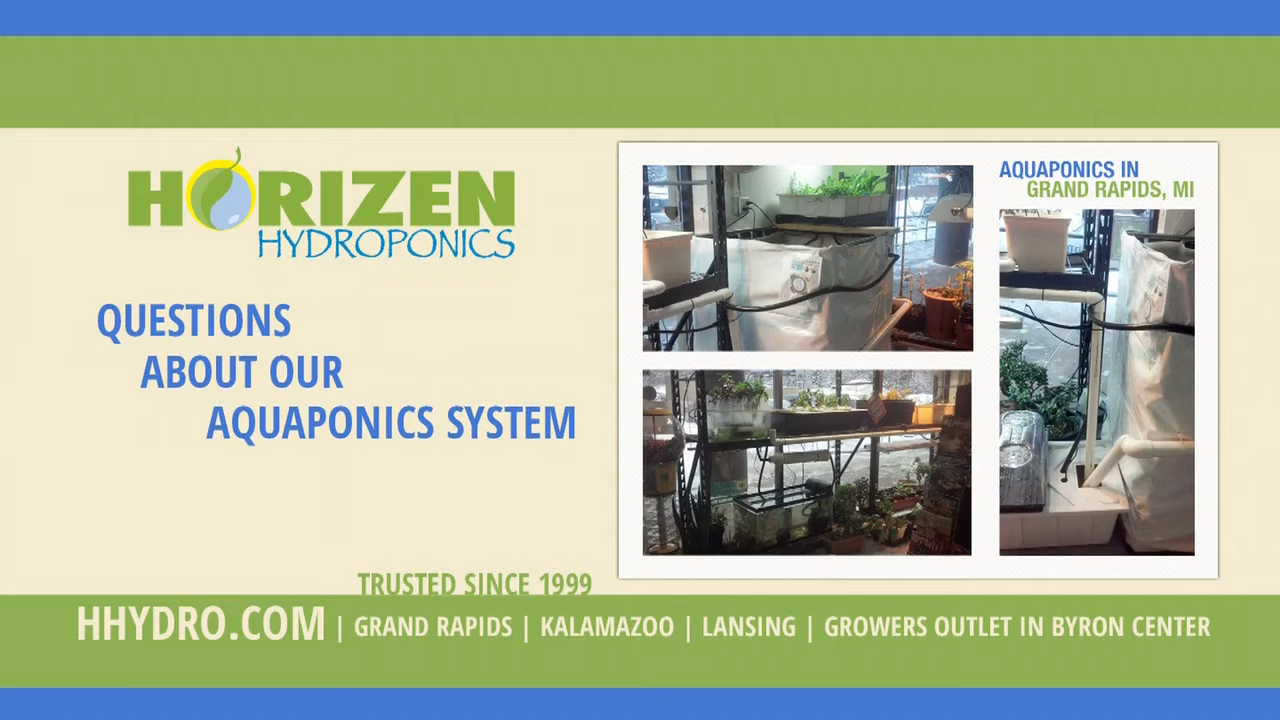 HORIZEN
HYDROPONICS
QUESTIONS
ABOUT OUR
AQUAPONICS SYSTEM
AQUAPONICS IN
GRAND RAPIDS, MI
TRUSTED SINCE 1999
HHYDRO.COM | GRAND RAPIDS | KALAMAZOO | LANSING | GROWERS OUTLET IN BYRON CENTER